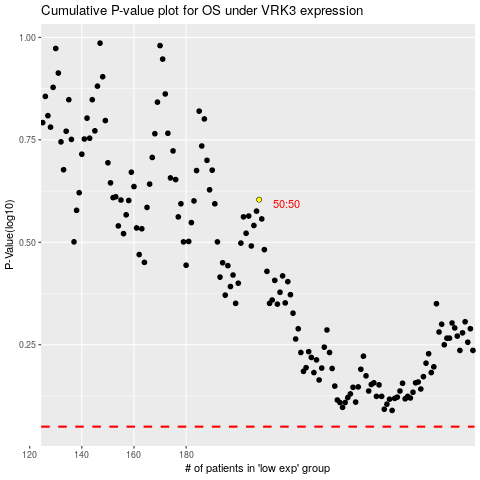 Cumulative P-value plot for OS under VRK3 expression
P-Value(log10)
1.00
0.75
0.50
0.25
50:50
120 140 160 180
# of patients in 'low exp' group